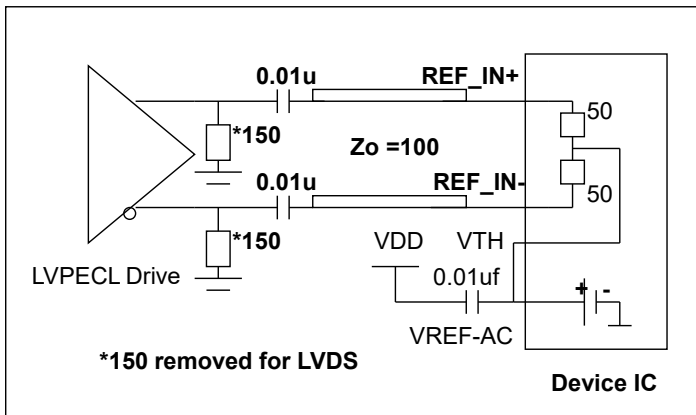 0.01u
REF_IN+
50
*150
Zo =100
0.01u
REF_IN-
50
*150
VDD
VTH
LVPECL Drive
0.01uf
+
-
VREF-AC
*150 removed for LVDS
Device IC